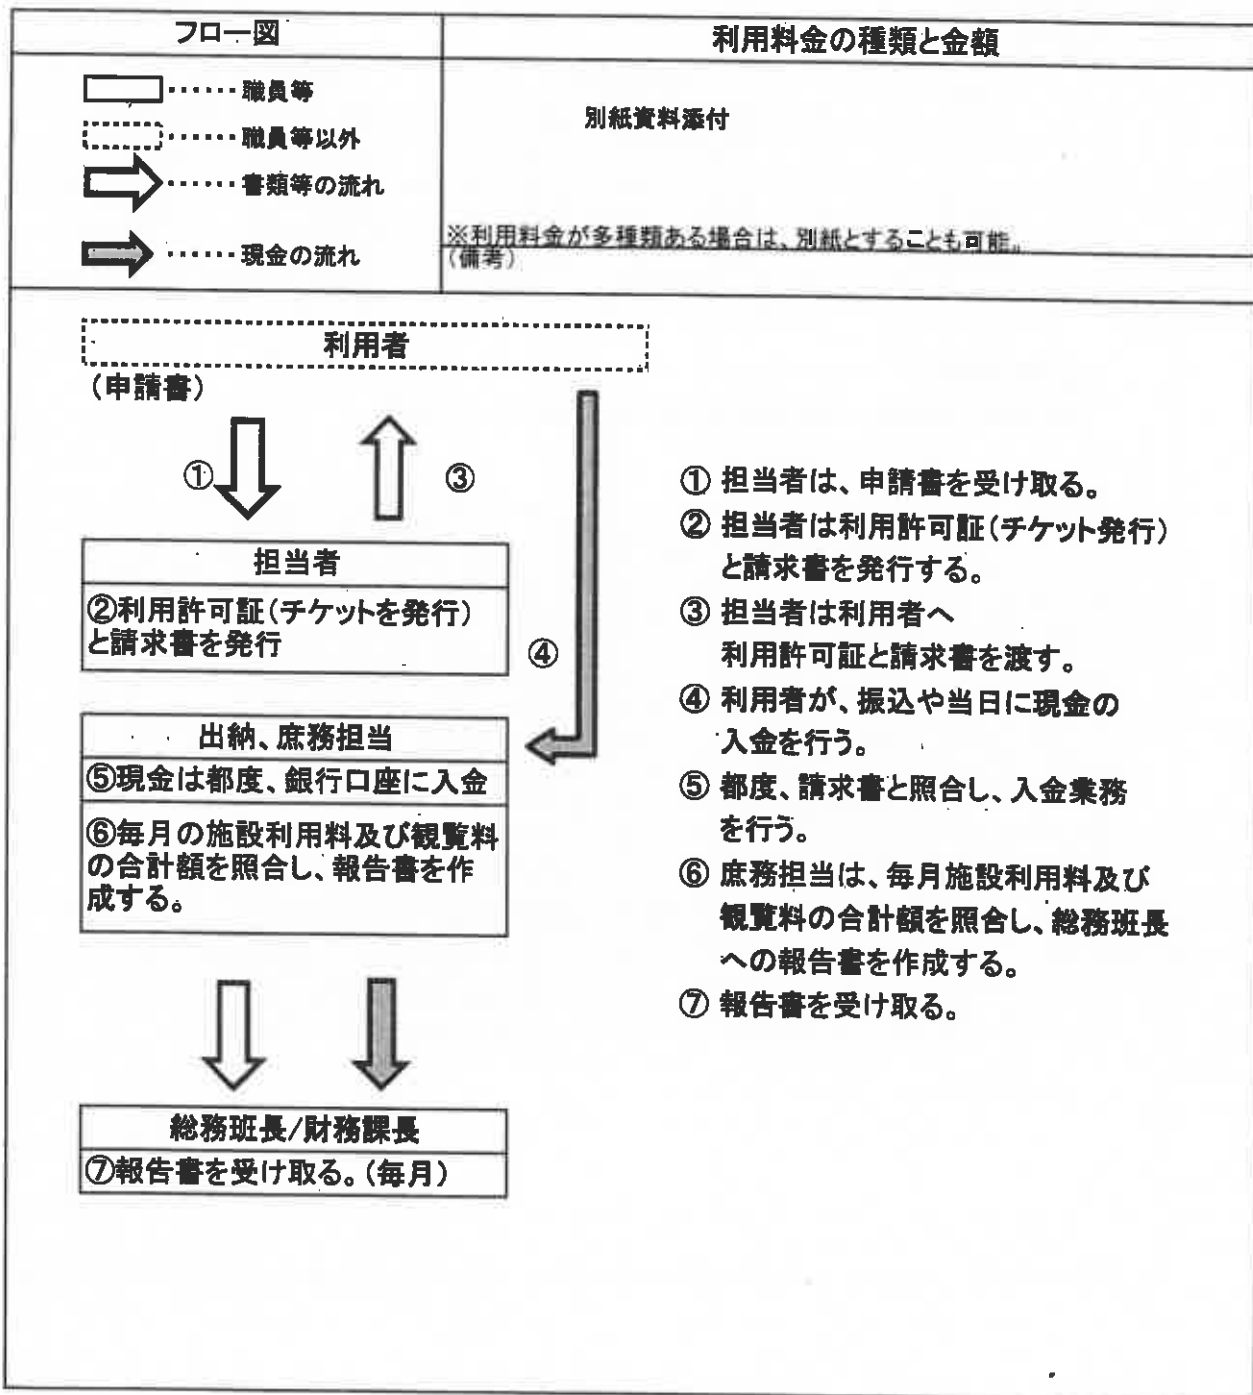 フロー図
利用料金の種類と金額
……職員等
……職員等以外
……書類等の流れ
……現金の流れ
別紙資料添付
※利用料金が多種類ある場合は、別紙とすることも可能。
(備考)
利用者
(申請書)
①
③
担当者
②利用許可証(チケットを発行)
と請求書を発行
④
出納、庶務担当
⑤現金は都度、銀行口座に入金
⑥毎月の施設利用料及び観覧料
の合計額を照合し、報告書を作
成する。
総務班長/財務課長
⑦報告書を受け取る。(毎月)
① 担当者は、申請書を受け取る。
② 担当者は利用許可証(チケット発行)
と請求書を発行する。
③ 担当者は利用者へ
利用許可証と請求書を渡す。
④ 利用者が、振込や当日に現金の
入金を行う。
⑤ 都度、請求書と照合し、入金業務
を行う。
⑥ 庶務担当は、毎月施設利用料及び
観覧料の合計額を照合し、総務班長
への報告書を作成する。
⑦ 報告書を受け取る。